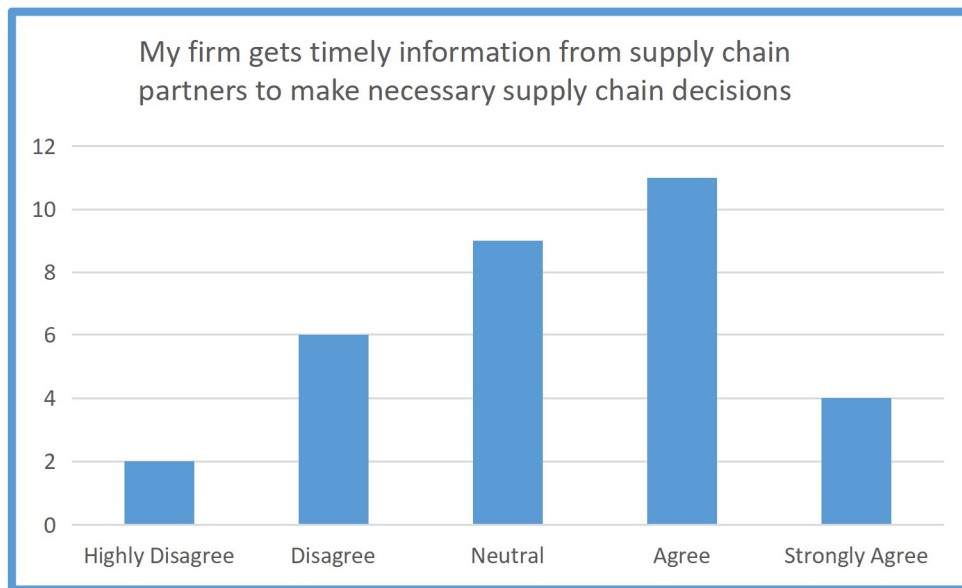 My firm gets timely information from supply chain
partners to make necessary supply chain decisions
12
10
8
6
4
2
0
Highly Disagree Disagree Neutral Agree Strongly Agree